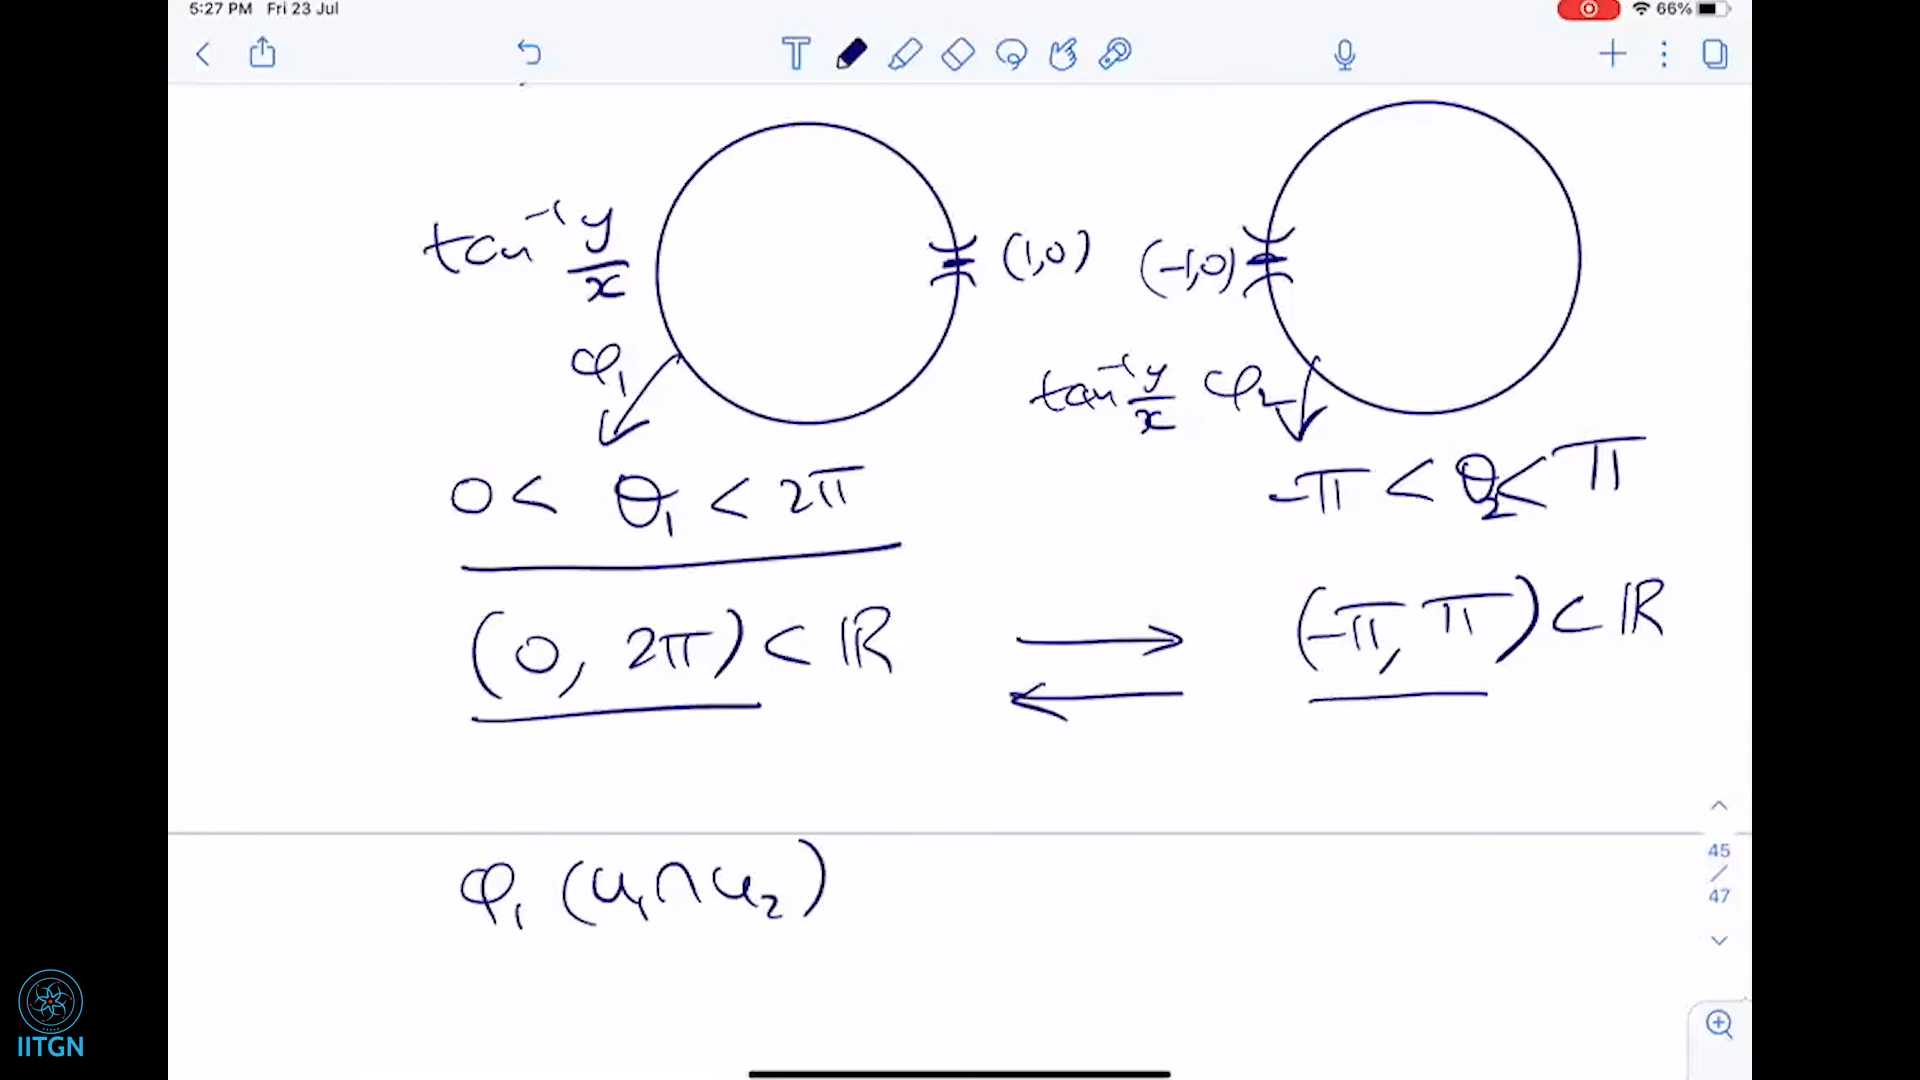 5:27 PM Fri 23 Jul
66%
tan⁻¹ y/x
(1,0)
(-1,0)
φ₁
tan⁻¹ y/x φ₂
0 < θ₁ < 2π
-π < θ₂ < π
(0, 2π) ⊂ ℝ
(-π, π) ⊂ ℝ
45
/
47
φ₁ (u₁∩u₂)
IITGN